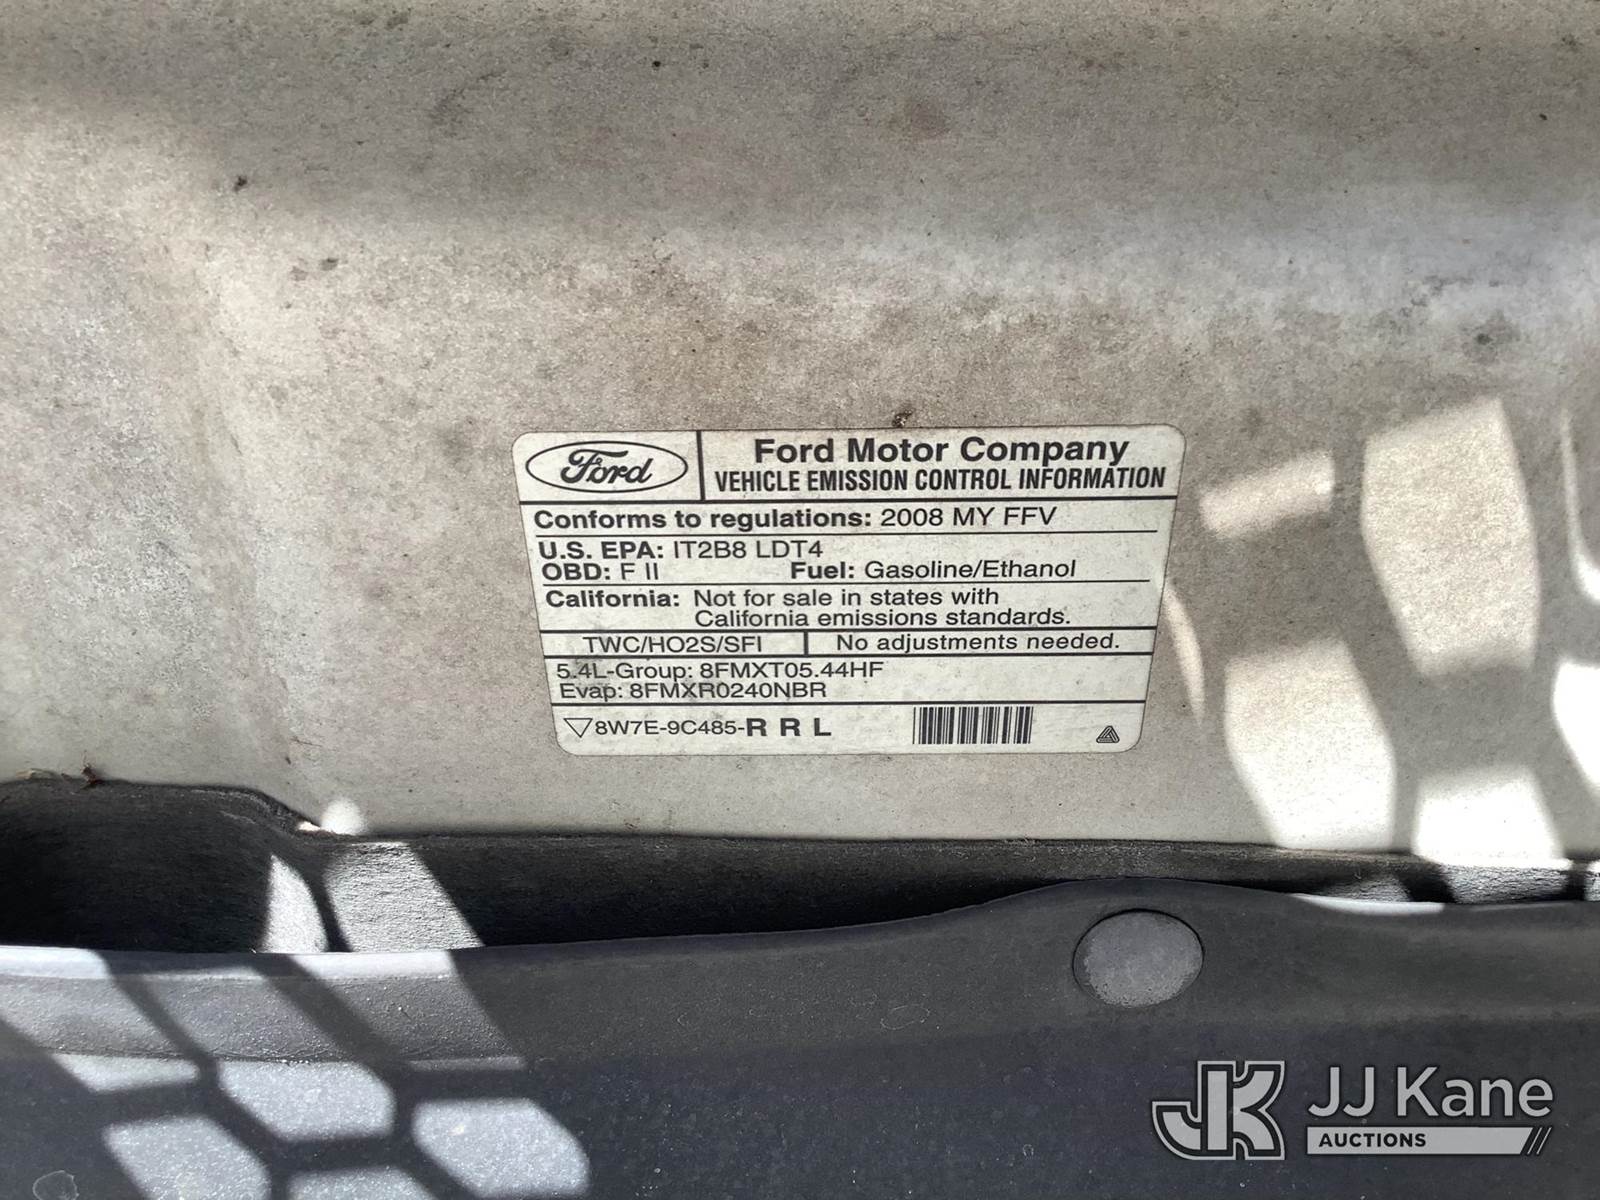 Ford
Ford Motor Company
VEHICLE EMISSION CONTROL INFORMATION
Conforms to regulations: 2008 MY FFV
U.S. EPA: IT2B8 LDT4
OBD: F II Fuel: Gasoline/Ethanol
California: Not for sale in states with
California emissions standards.
TWC/HO2S/SFI No adjustments needed.
5.4L-Group: 8FMXT05.44HF
Evap: 8FMXR0240NBR
8W7E-9C485-R R L
JK JJ Kane
AUCTIONS